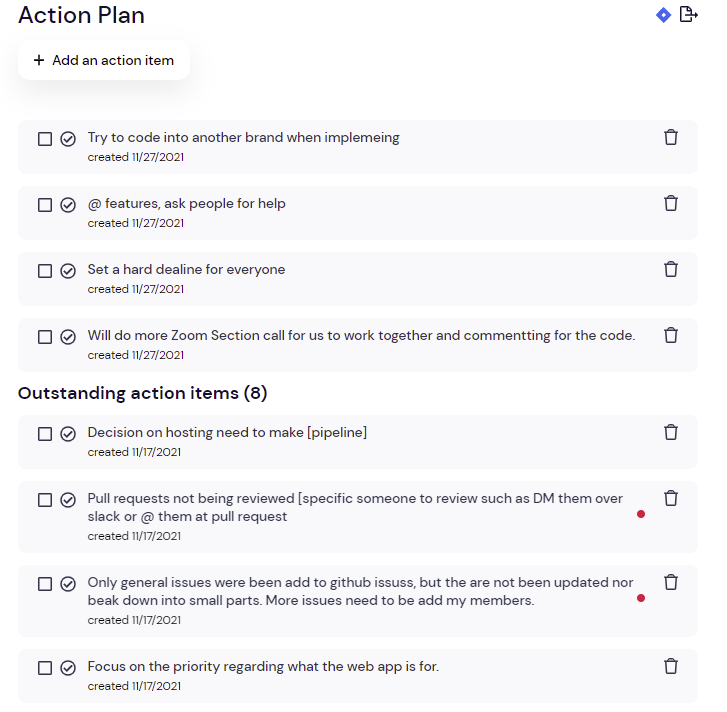 Action Plan
+ Add an action item
Try to code into another brand when implemeing
created 11/27/2021
@ features, ask people for help
created 11/27/2021
Set a hard dealine for everyone
created 11/27/2021
Will do more Zoom Section call for us to work together and commentting for the code.
created 11/27/2021
Outstanding action items (8)
Decision on hosting need to make [pipeline]
created 11/17/2021
Pull requests not being reviewed [specific someone to review such as DM them over
slack or @ them at pull request
created 11/17/2021
Only general issues were been add to github issuss, but the are not been updated nor
beak down into small parts. More issues need to be add my members.
created 11/17/2021
Focus on the priority regarding what the web app is for.
created 11/17/2021